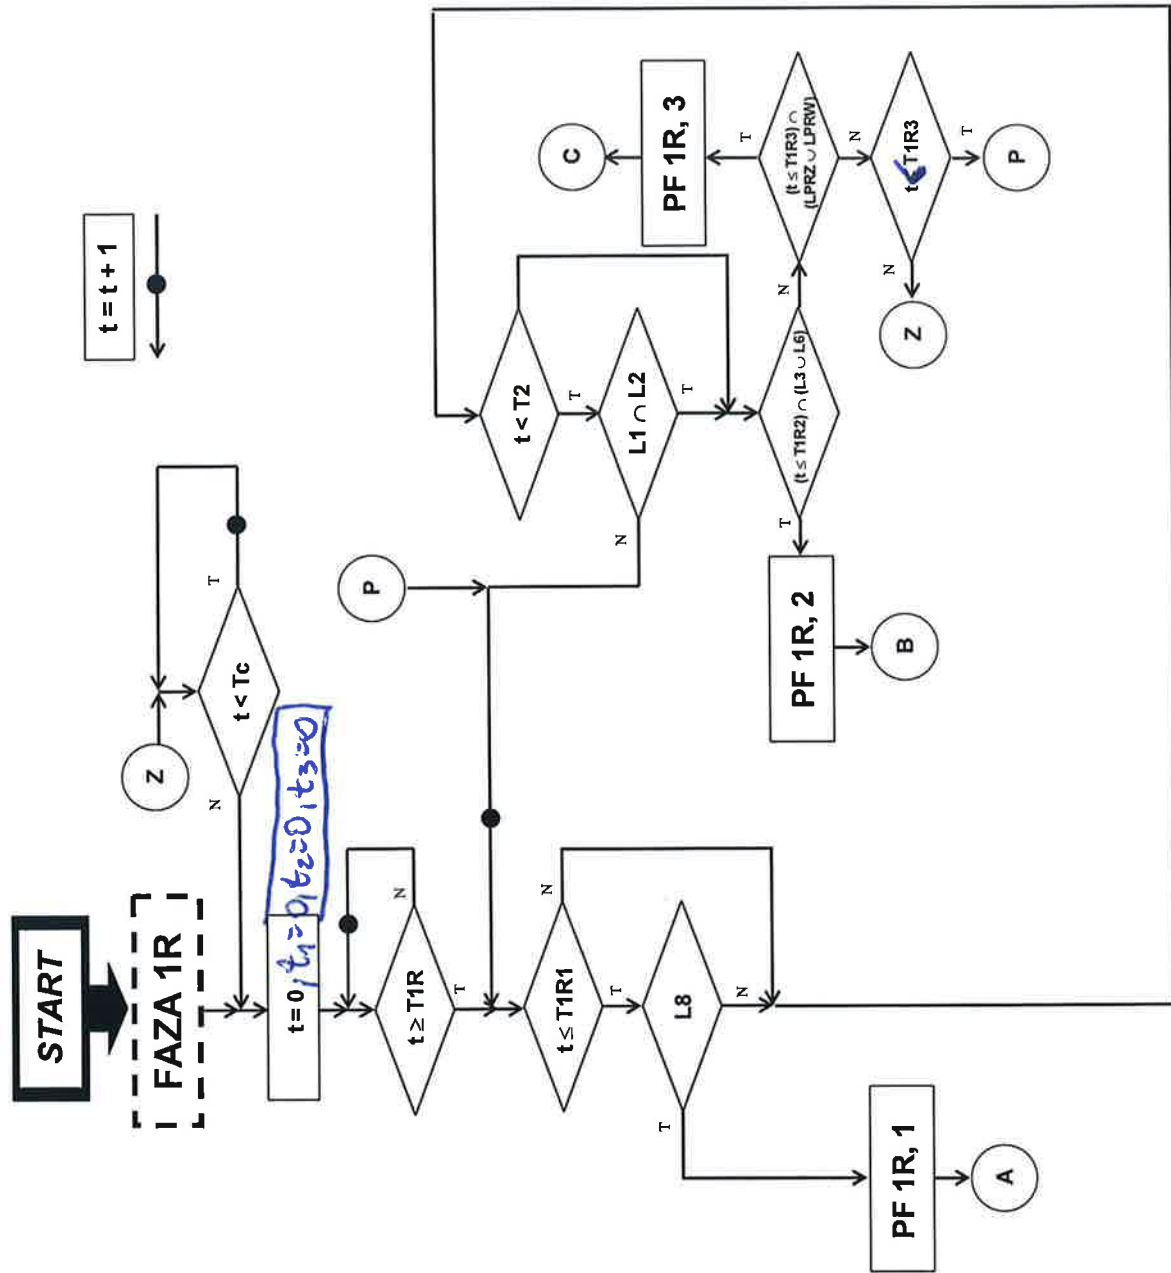 START
FAZA 1R
t = 0 , t1=0, t2=0, t3=0
t ≥ T1R
N
T
t ≤ T1R1
N
T
L8
T
N
PF 1R, 1
A
Z
t < Tc
N
T
t = t + 1
P
t < T2
T
L1 ∩ L2
N
T
(t ≤ T1R2) ∩ (L3 ∪ L6)
T
N
PF 1R, 2
B
(t ≤ T1R3) ∩
(LPRZ ∪ LPRW)
T
N
PF 1R, 3
C
t ≤ T1R3
N
T
Z
P